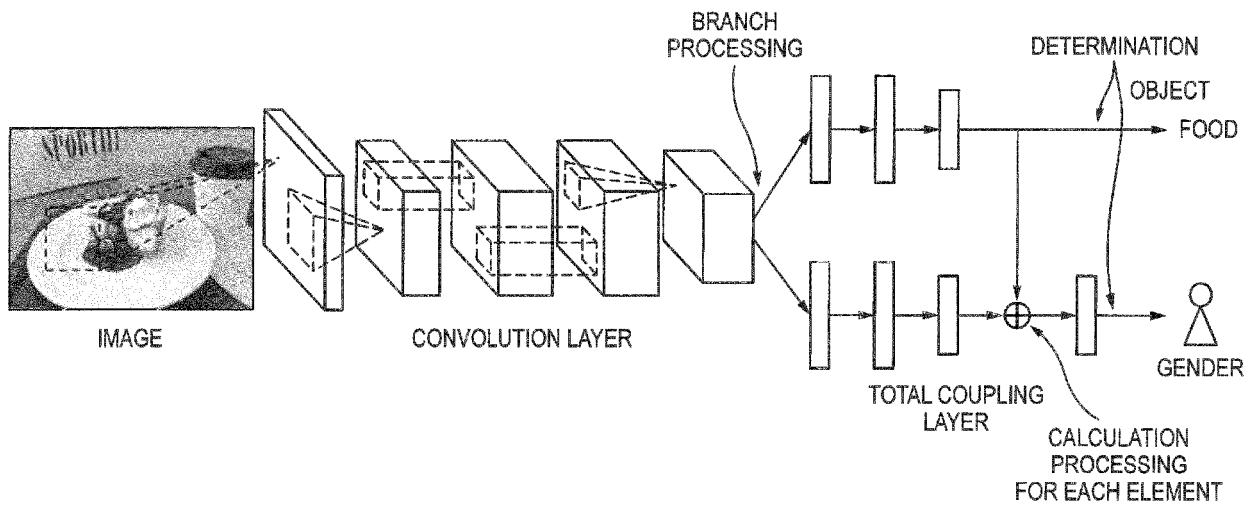 BRANCH
PROCESSING
DETERMINATION
OBJECT
FOOD
IMAGE
CONVOLUTION LAYER
GENDER
TOTAL COUPLING
LAYER
CALCULATION
PROCESSING
FOR EACH ELEMENT